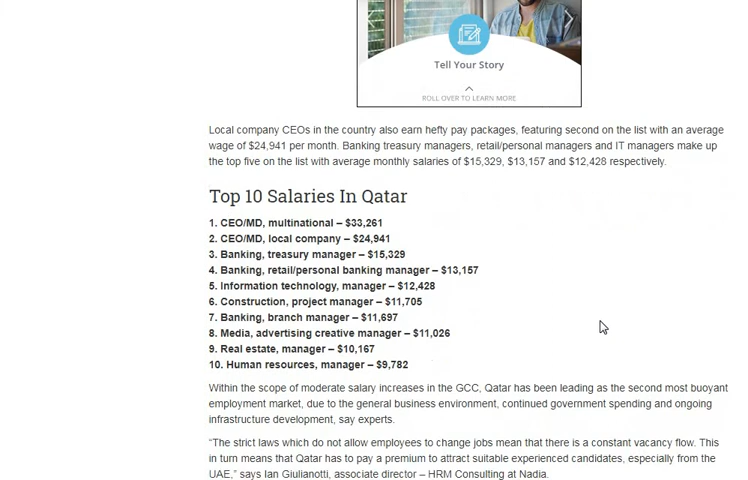 Tell Your Story
ROLL OVER TO LEARN MORE
Local company CEOs in the country also earn hefty pay packages, featuring second on the list with an average
wage of $24,941 per month. Banking treasury managers, retail/personal managers and IT managers make up
the top five on the list with average monthly salaries of $15,329, $13,157 and $12,428 respectively.
Top 10 Salaries In Qatar
1. CEO/MD, multinational – $33,261
2. CEO/MD, local company – $24,941
3. Banking, treasury manager – $15,329
4. Banking, retail/personal banking manager – $13,157
5. Information technology, manager – $12,428
6. Construction, project manager – $11,705
7. Banking, branch manager – $11,697
8. Media, advertising creative manager – $11,026
9. Real estate, manager – $10,167
10. Human resources, manager – $9,782
Within the scope of moderate salary increases in the GCC, Qatar has been leading as the second most buoyant
employment market, due to the general business environment, continued government spending and ongoing
infrastructure development, say experts.
“The strict laws which do not allow employees to change jobs mean that there is a constant vacancy flow. This
in turn means that Qatar has to pay a premium to attract suitable experienced candidates, especially from the
UAE,” says Ian Giulianotti, associate director – HRM Consulting at Nadia.